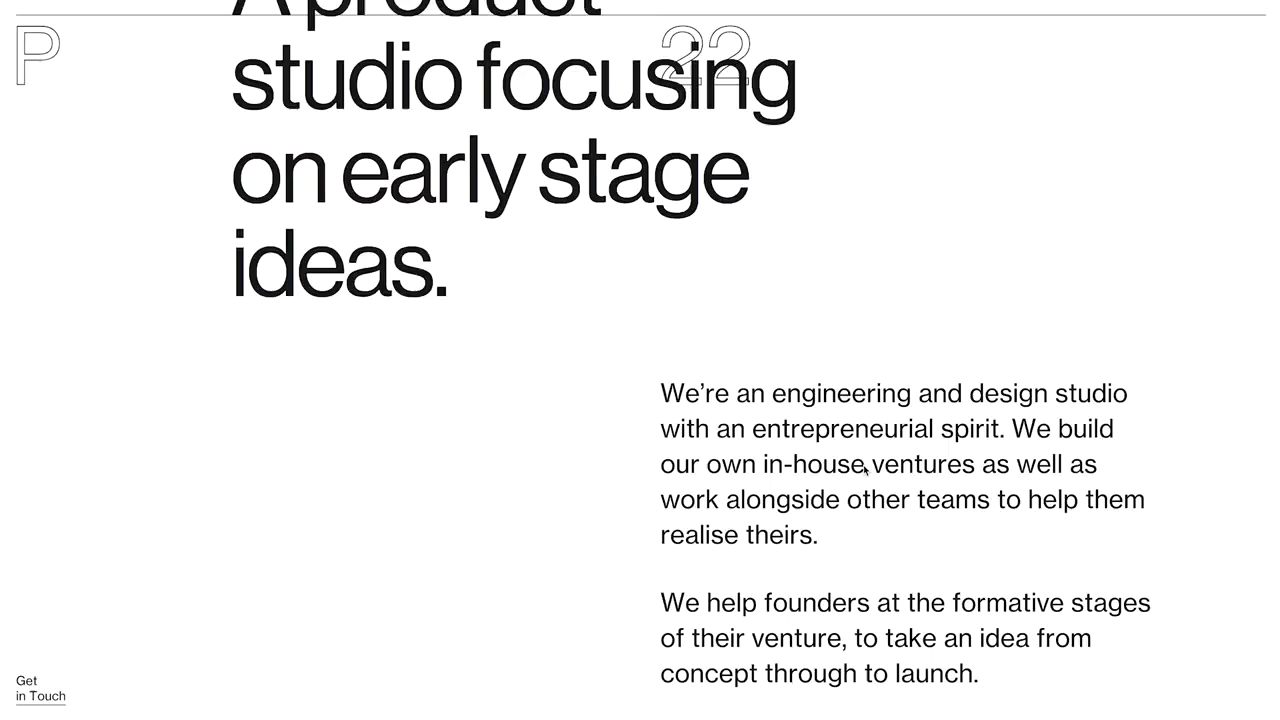 A product
P
22
studio focusing
on early stage
ideas.
We’re an engineering and design studio
with an entrepreneurial spirit. We build
our own in-house ventures as well as
work alongside other teams to help them
realise theirs.
We help founders at the formative stages
of their venture, to take an idea from
concept through to launch.
Get
in Touch